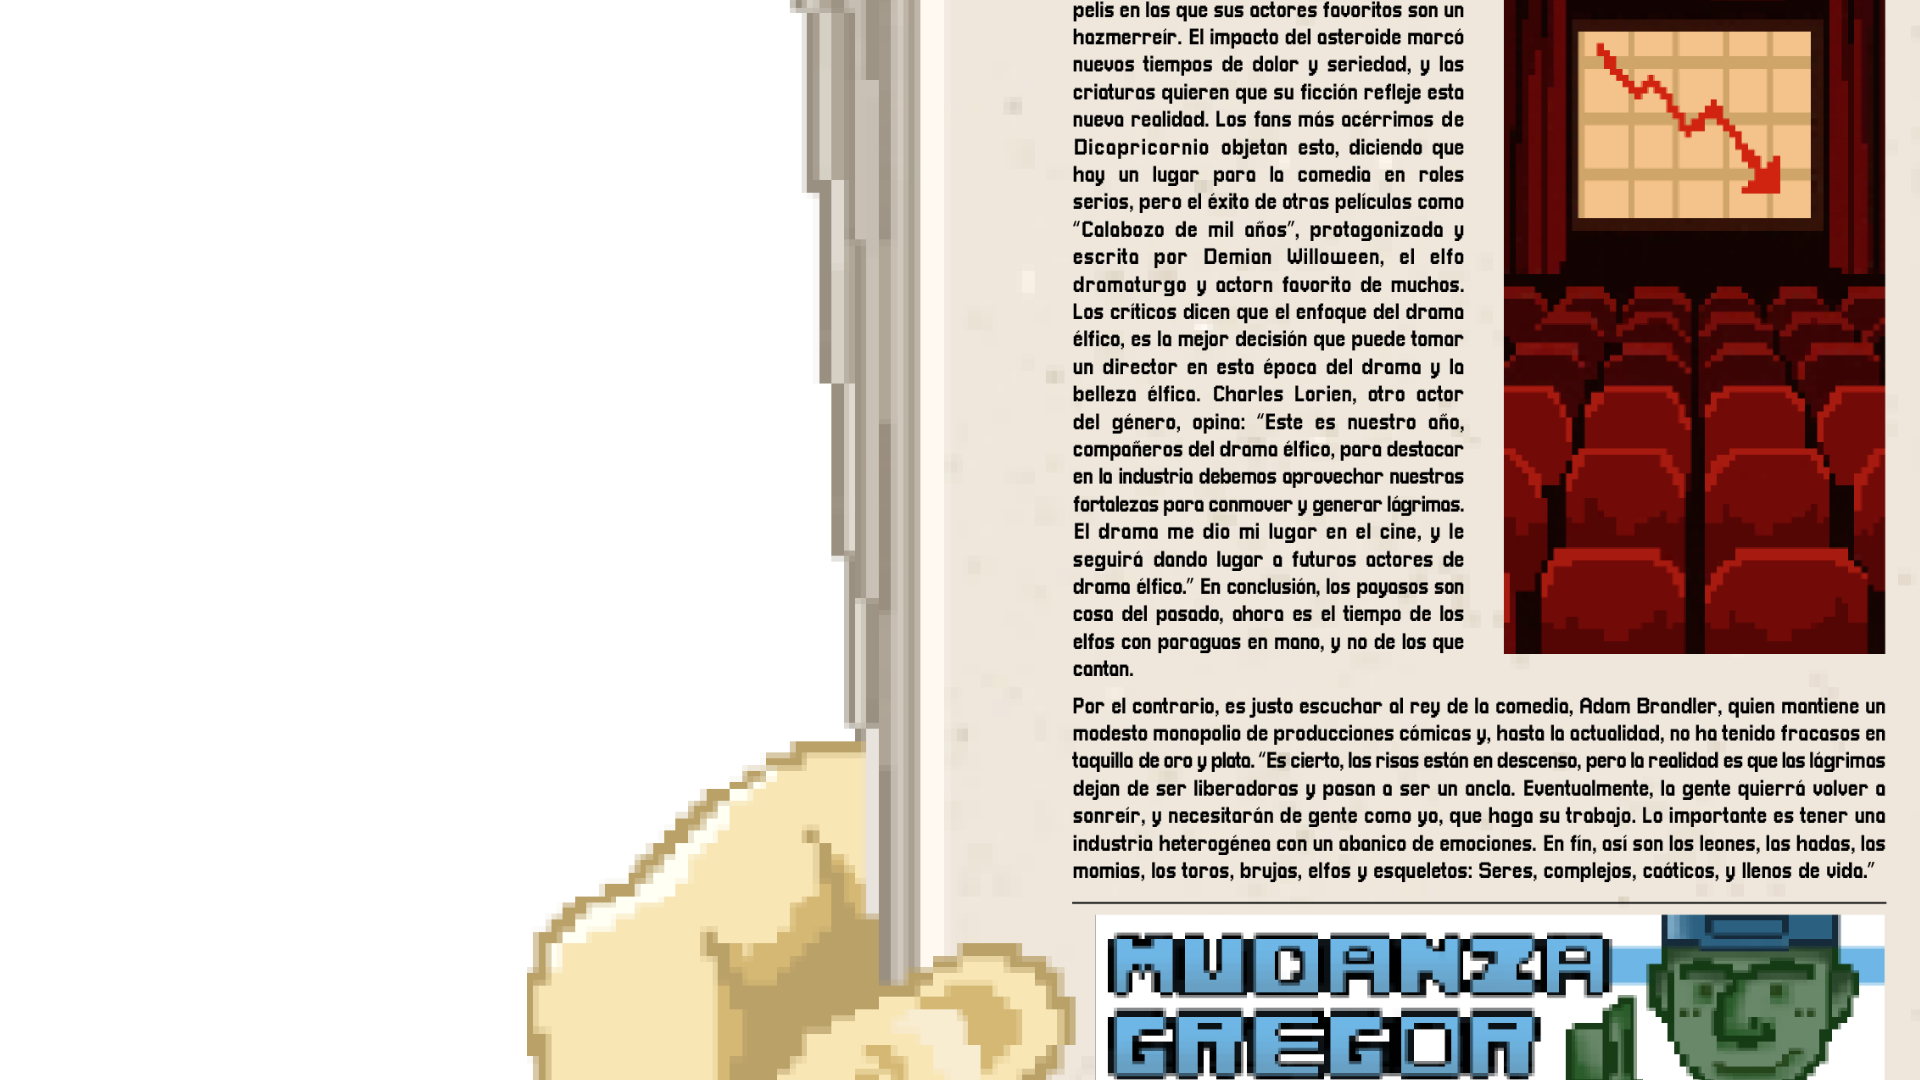 pelis en las que sus actores favoritos son un
hazmerreír. El impacto del asteroide marcó
nuevos tiempos de dolor y seriedad, y las
criaturas quieren que su ficción refleje esta
nueva realidad. Los fans más acérrimos de
Dicapricornio objetan esto, diciendo que
hay un lugar para la comedia en roles
serios, pero el éxito de otras películas como
“Calabozo de mil años”, protagonizada y
escrita por Demian Willoween, el elfo
dramaturgo y actorn favorito de muchos.
Los críticos dicen que el enfoque del drama
élfico, es la mejor decisión que puede tomar
un director en esta época del drama y la
belleza élfica. Charles Lorien, otro actor
del género, opina: “Este es nuestro año,
compañeros del drama élfico, para destacar
en la industria debemos aprovechar nuestras
fortalezas para conmover y generar lágrimas.
El drama me dio mi lugar en el cine, y le
seguirá dando lugar a futuros actores de
drama élfico.” En conclusión, los payasos son
cosa del pasado, ahora es el tiempo de los
elfos con paraguas en mano, y no de los que
cantan.
Por el contrario, es justo escuchar al rey de la comedia, Adam Brandler, quien mantiene un
modesto monopolio de producciones cómicas y, hasta la actualidad, no ha tenido fracasos en
taquilla de oro y plata. “Es cierto, las risas están en descenso, pero la realidad es que las lágrimas
dejan de ser liberadoras y pasan a ser un ancla. Eventualmente, la gente querrá volver a
sonreír, y necesitarán de gente como yo, que haga su trabajo. Lo importante es tener una
industria heterogénea con un abanico de emociones. En fín, así son los leones, las hadas, las
momias, los toros, brujas, elfos y esqueletos: Seres, complejos, caóticos, y llenos de vida.”
MUDANZA
GREGOR